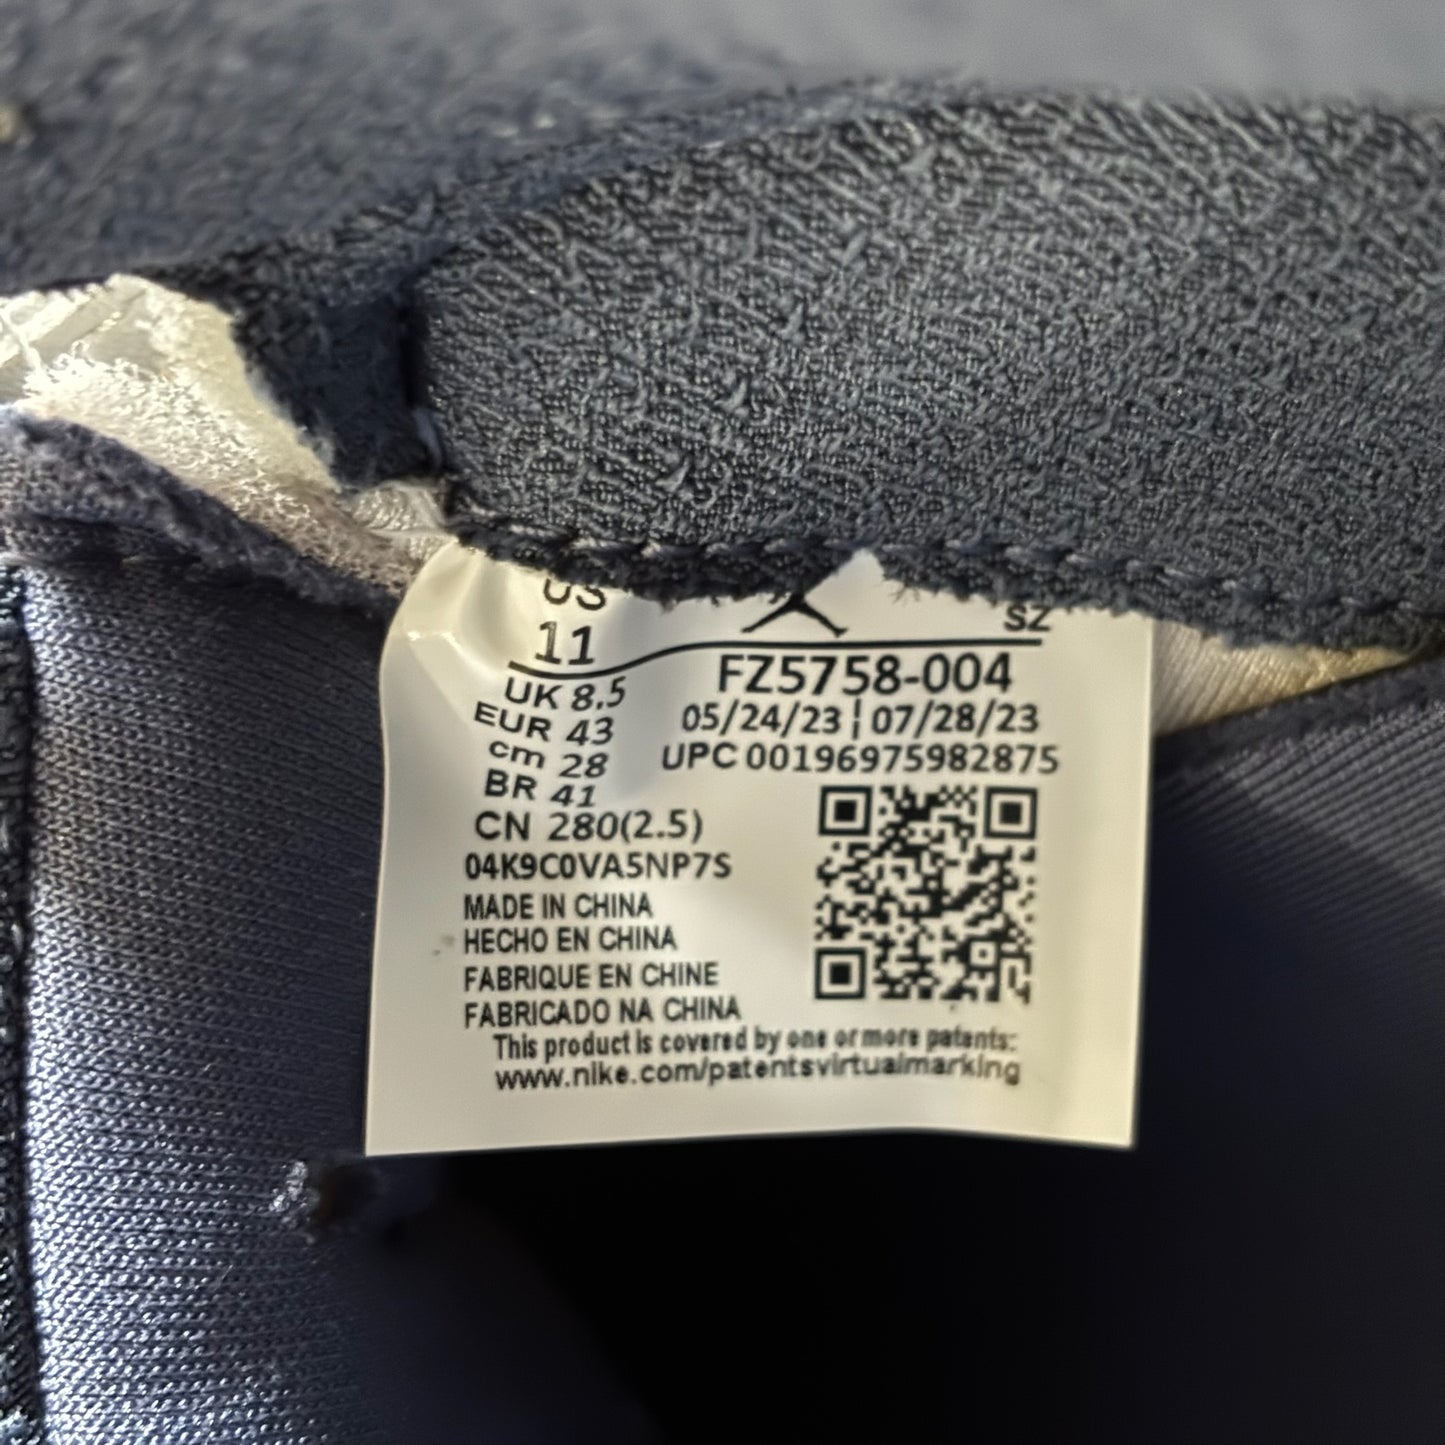 US
11
SZ
UK 8.5
FZ5758-004
EUR 43
05/24/23 | 07/28/23
cm 28
UPC 00196975982875
BR 41
CN 280(2.5)
04K9C0VA5NP7S
MADE IN CHINA
HECHO EN CHINA
FABRIQUE EN CHINE
FABRICADO NA CHINA
This product is covered by one or more patents:
www.nike.com/patentsvirtualmarking